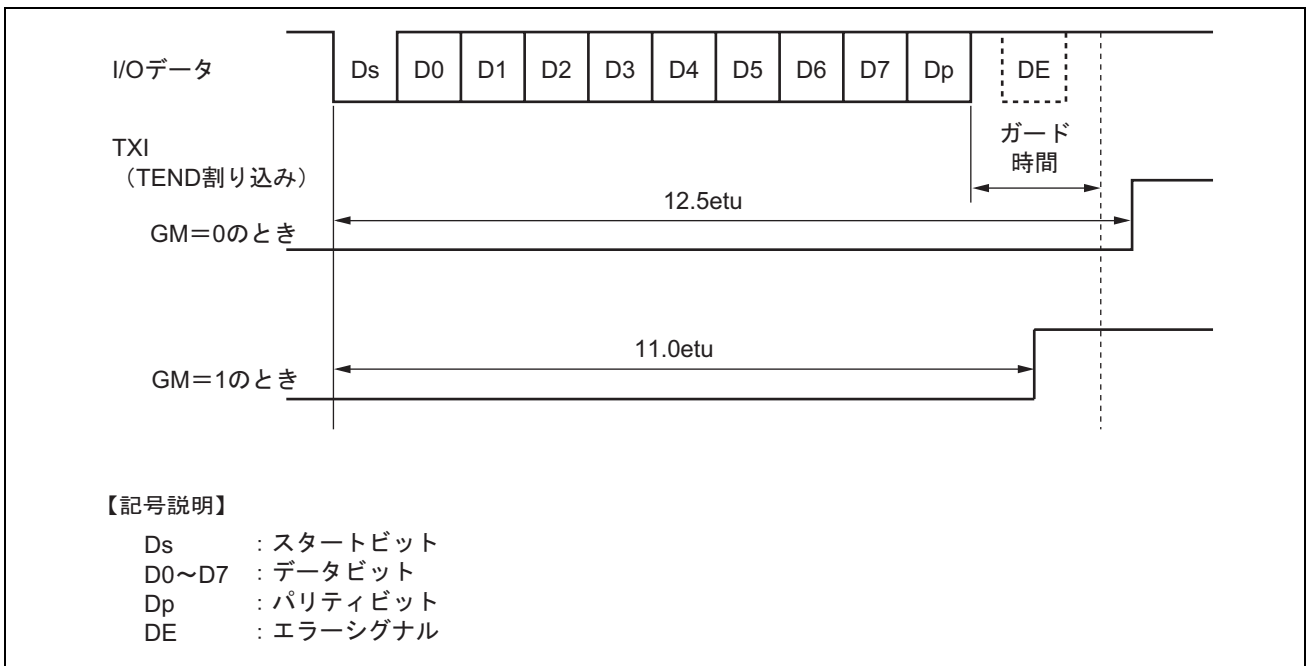 I/Oデータ
Ds D0 D1 D2 D3 D4 D5 D6 D7 Dp DE
ガード
時間
TXI
（TEND割り込み）
12.5etu
GM＝0のとき
11.0etu
GM＝1のとき
【記号説明】
Ds ：スタートビット
D0～D7 ：データビット
Dp ：パリティビット
DE ：エラーシグナル